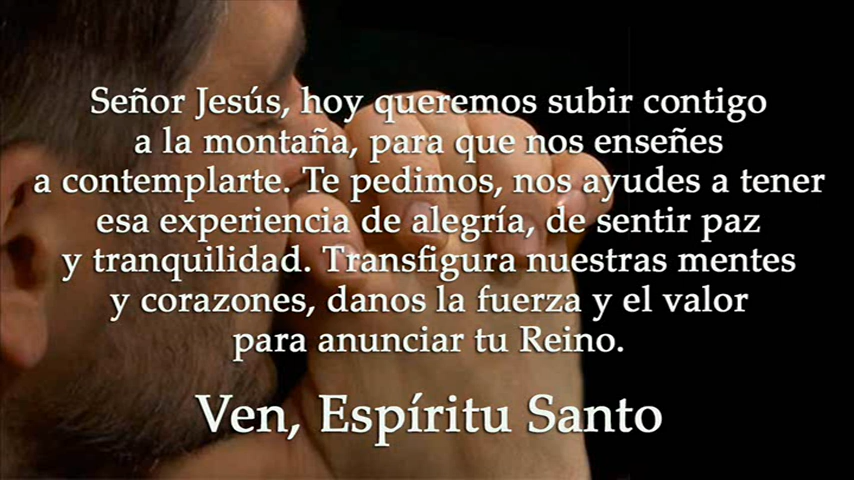 Señor Jesús, hoy queremos subir contigo
a la montaña, para que nos enseñes
a contemplarte. Te pedimos, nos ayudes a tener
esa experiencia de alegría, de sentir paz
y tranquilidad. Transfigura nuestras mentes
y corazones, danos la fuerza y el valor
para anunciar tu Reino.
Ven, Espíritu Santo